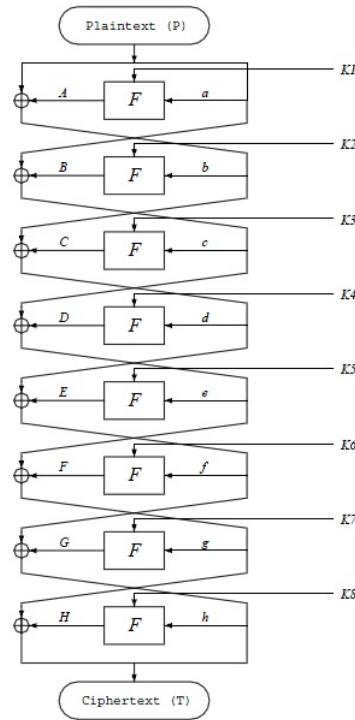 Plaintext (P)
K1
A F a
K2
B F b
K3
C F c
K4
D F d
K5
E F e
K6
F F f
K7
G F g
K8
H F h
Ciphertext (T)